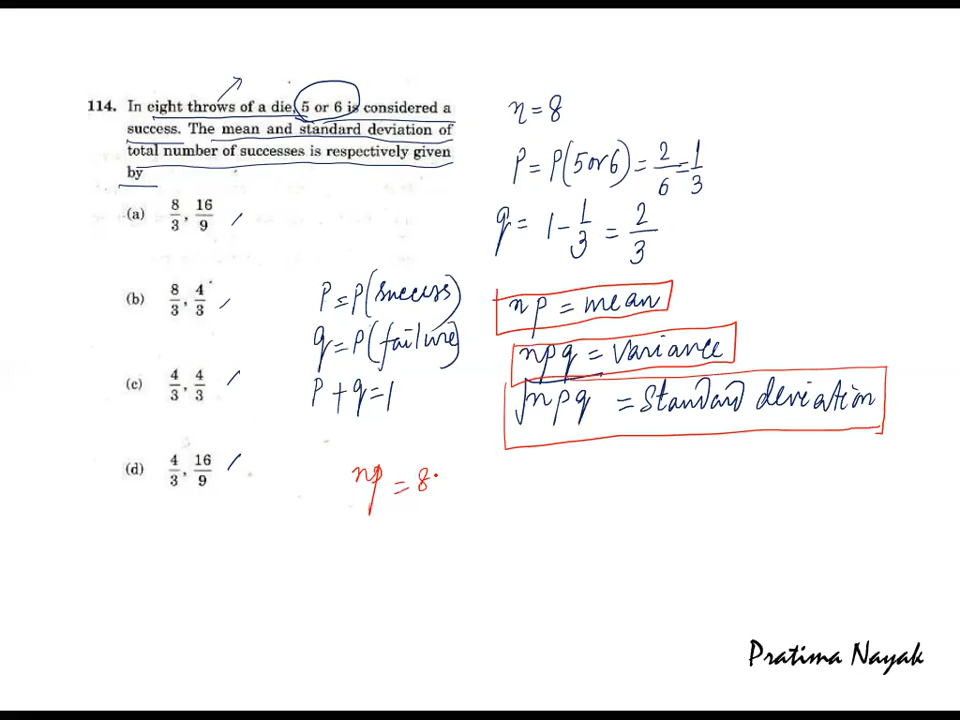 114. In eight throws of a die, 5 or 6 is considered a
success. The mean and standard deviation of
total number of successes is respectively given
by
(a) 8/3, 16/9
(b) 8/3, 4/3
(c) 4/3, 4/3
(d) 4/3, 16/9
n = 8
P = P(5 or 6) = 2/6 = 1/3
q = 1 - 1/3 = 2/3
P = P(success)
q = P(failure)
P + q = 1
np = mean
npq = variance
√npq = Standard deviation
np = 8·
Pratima Nayak